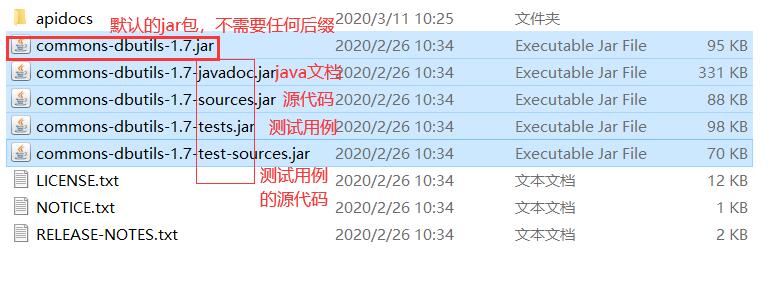 apidocs 2020/3/11 10:25 文件夹
默认的jar包，不需要任何后缀
commons-dbutils-1.7.jar 2020/2/26 10:34 Executable Jar File 95 KB
commons-dbutils-1.7-javadoc.jar java文档 2020/2/26 10:34 Executable Jar File 331 KB
commons-dbutils-1.7-sources.jar 源代码 2020/2/26 10:34 Executable Jar File 88 KB
commons-dbutils-1.7-tests.jar 测试用例 2020/2/26 10:34 Executable Jar File 98 KB
commons-dbutils-1.7-test-sources.jar 2020/2/26 10:34 Executable Jar File 70 KB
测试用例
的源代码
LICENSE.txt 2020/2/26 10:34 文本文档 12 KB
NOTICE.txt 2020/2/26 10:34 文本文档 1 KB
RELEASE-NOTES.txt 2020/2/26 10:34 文本文档 2 KB